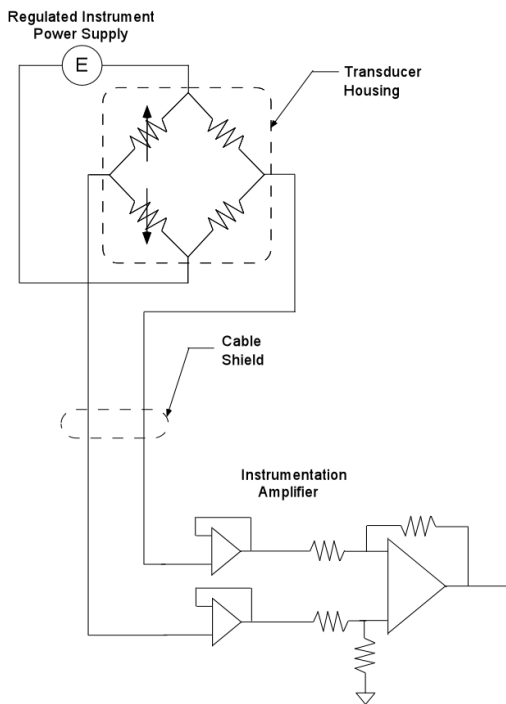 Regulated Instrument
Power Supply
E
Transducer
Housing
Cable
Shield
Instrumentation
Amplifier